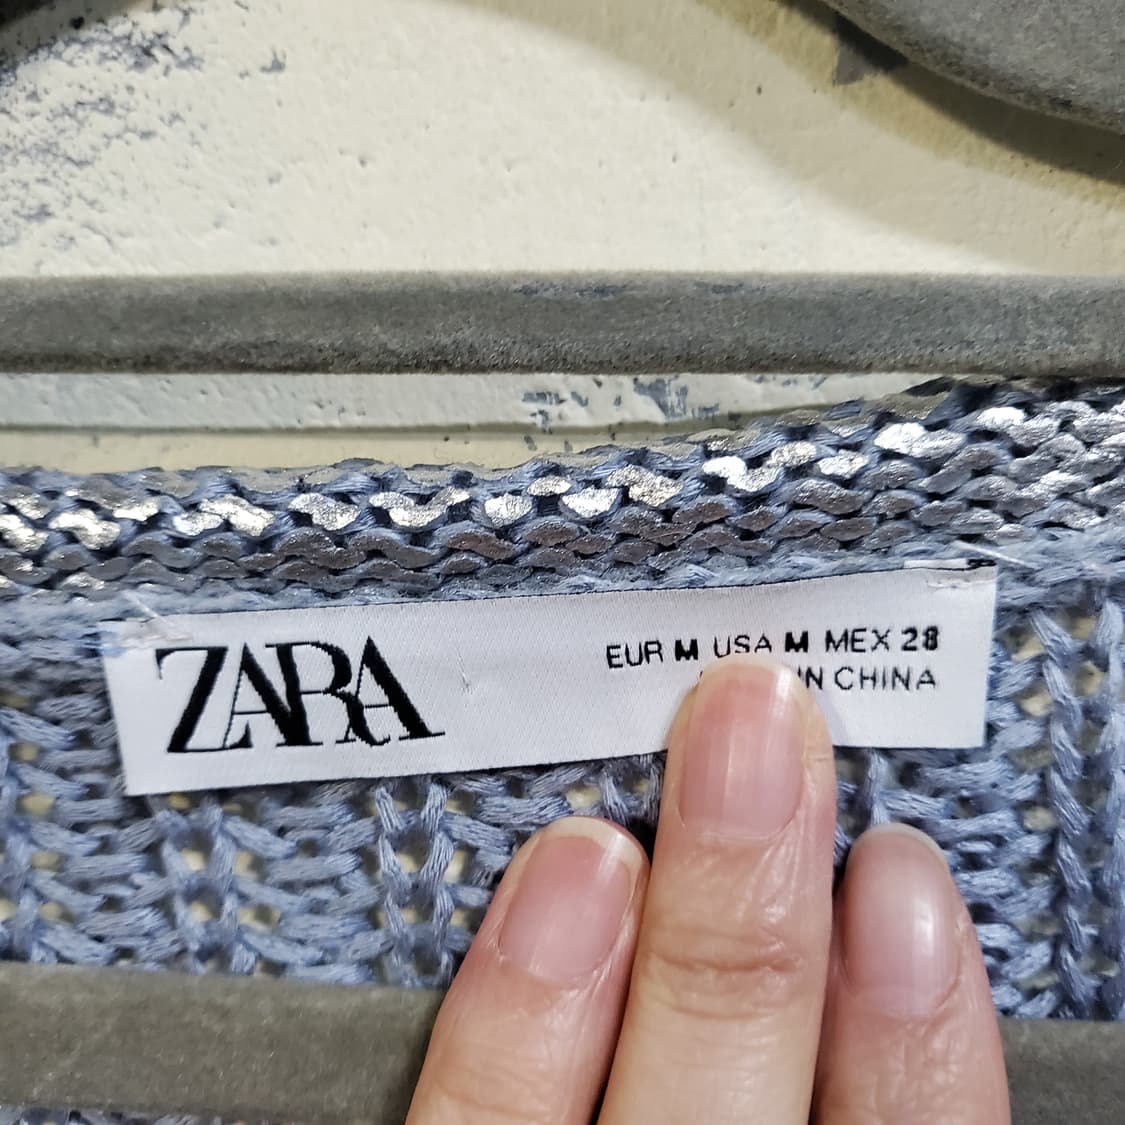 ZARA
EUR M USA M MEX 28
IN CHINA